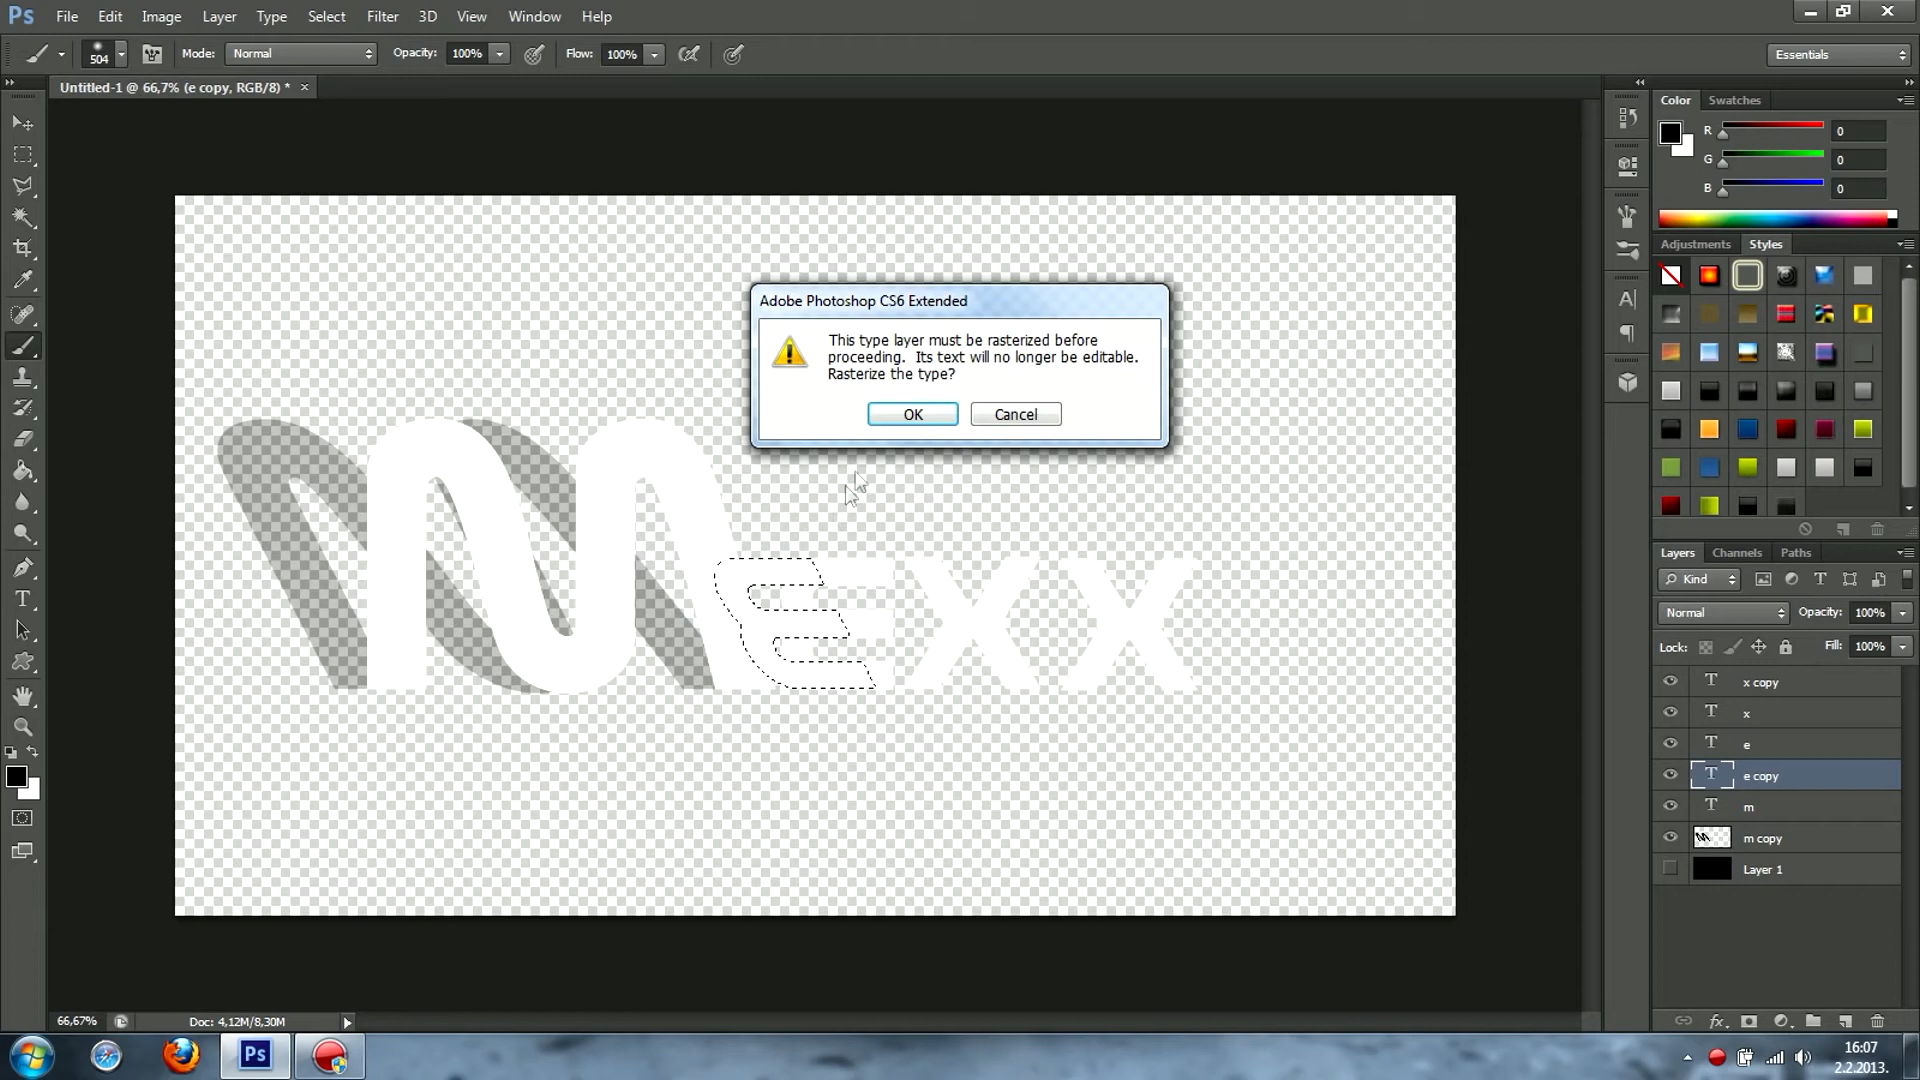 Ps File Edit Image Layer Type Select Filter 3D View Window Help
504 Mode: Normal Opacity: 100% Flow: 100% Essentials
Untitled-1 @ 66,7% (e copy, RGB/8) * ×
Color Swatches
R 0
G 0
B 0
Adjustments Styles
Adobe Photoshop CS6 Extended
This type layer must be rasterized before
proceeding. Its text will no longer be editable.
Rasterize the type?
OK Cancel
Mexx
Layers Channels Paths
Kind
Normal Opacity: 100%
Lock: Fill: 100%
x copy
x
e
e copy
m
m copy
Layer 1
66,67% Doc: 4,12M/8,30M
Ps
16:07
2.2.2013.